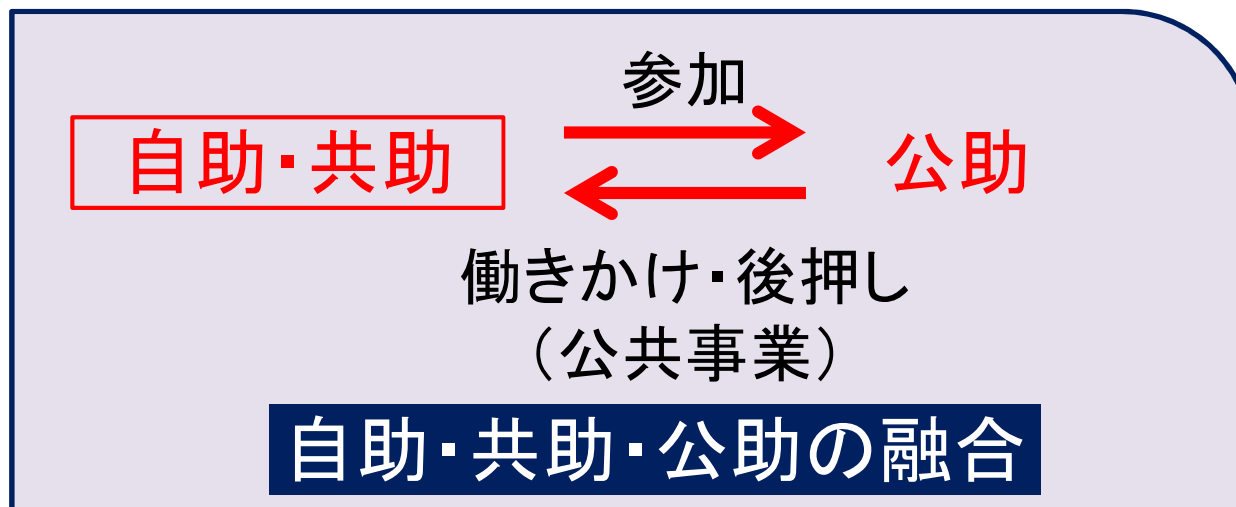 参加
自助・共助
公助
働きかけ・後押し
（公共事業）
自助・共助・公助の融合